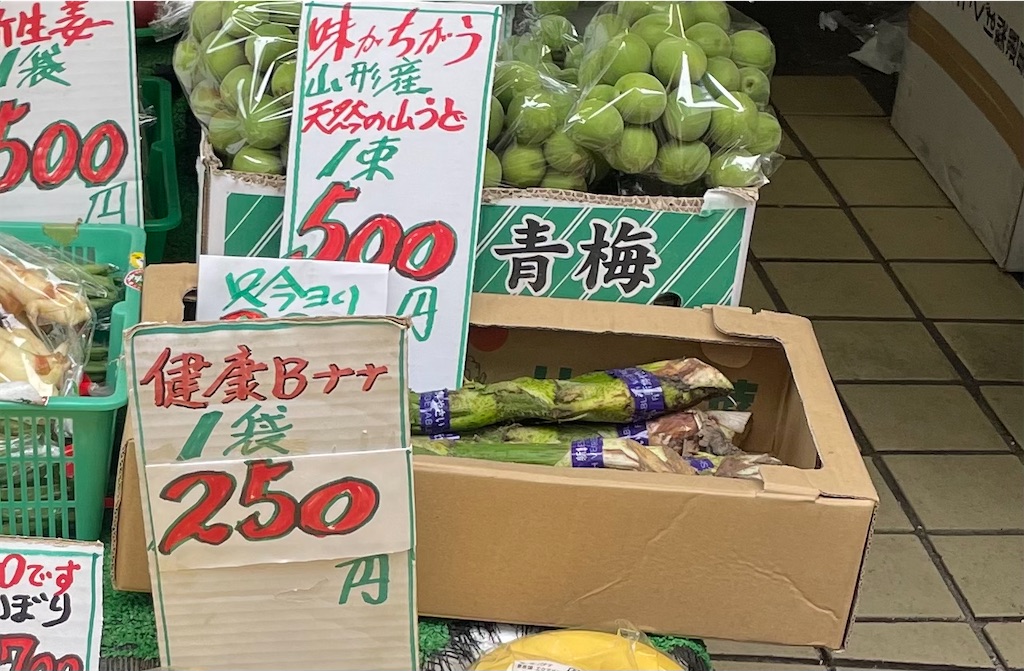 生姜
1袋
500
円
味がちがう
山形産
天然の山うど
1束
500
円
只今ヨリ
青梅
健康Bナナ
1袋
250
円
0です
ぼり
700